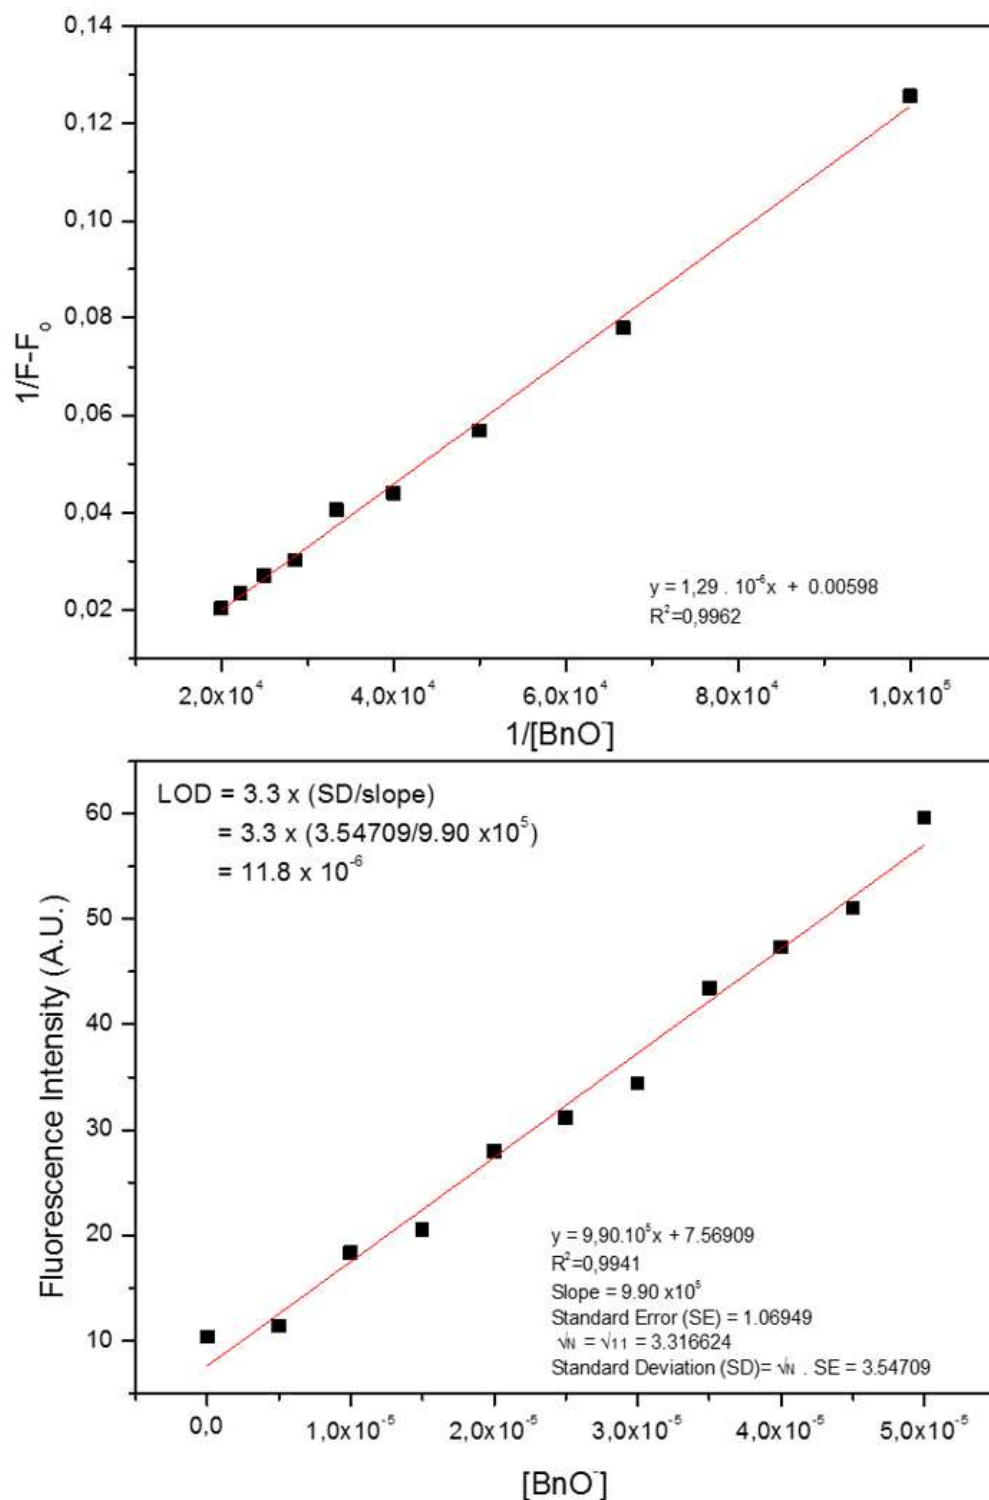 0,14
0,12
0,10
0,08
0,06
0,04
0,02
1/F-F₀
y = 1,29 . 10⁻⁶x + 0.00598
R²=0,9962
2,0x10⁴ 4,0x10⁴ 6,0x10⁴ 8,0x10⁴ 1,0x10⁵
1/[BnO⁻]
LOD = 3.3 x (SD/slope)
= 3.3 x (3.54709/9.90 x10⁵)
= 11.8 x 10⁻⁶
60
50
40
30
20
10
Fluorescence Intensity (A.U.)
y = 9,90.10⁵x + 7.56909
R²=0,9941
Slope = 9.90 x10⁵
Standard Error (SE) = 1.06949
√N = √11 = 3.316624
Standard Deviation (SD)= √N . SE = 3.54709
0,0 1,0x10⁻⁵ 2,0x10⁻⁵ 3,0x10⁻⁵ 4,0x10⁻⁵ 5,0x10⁻⁵
[BnO⁻]